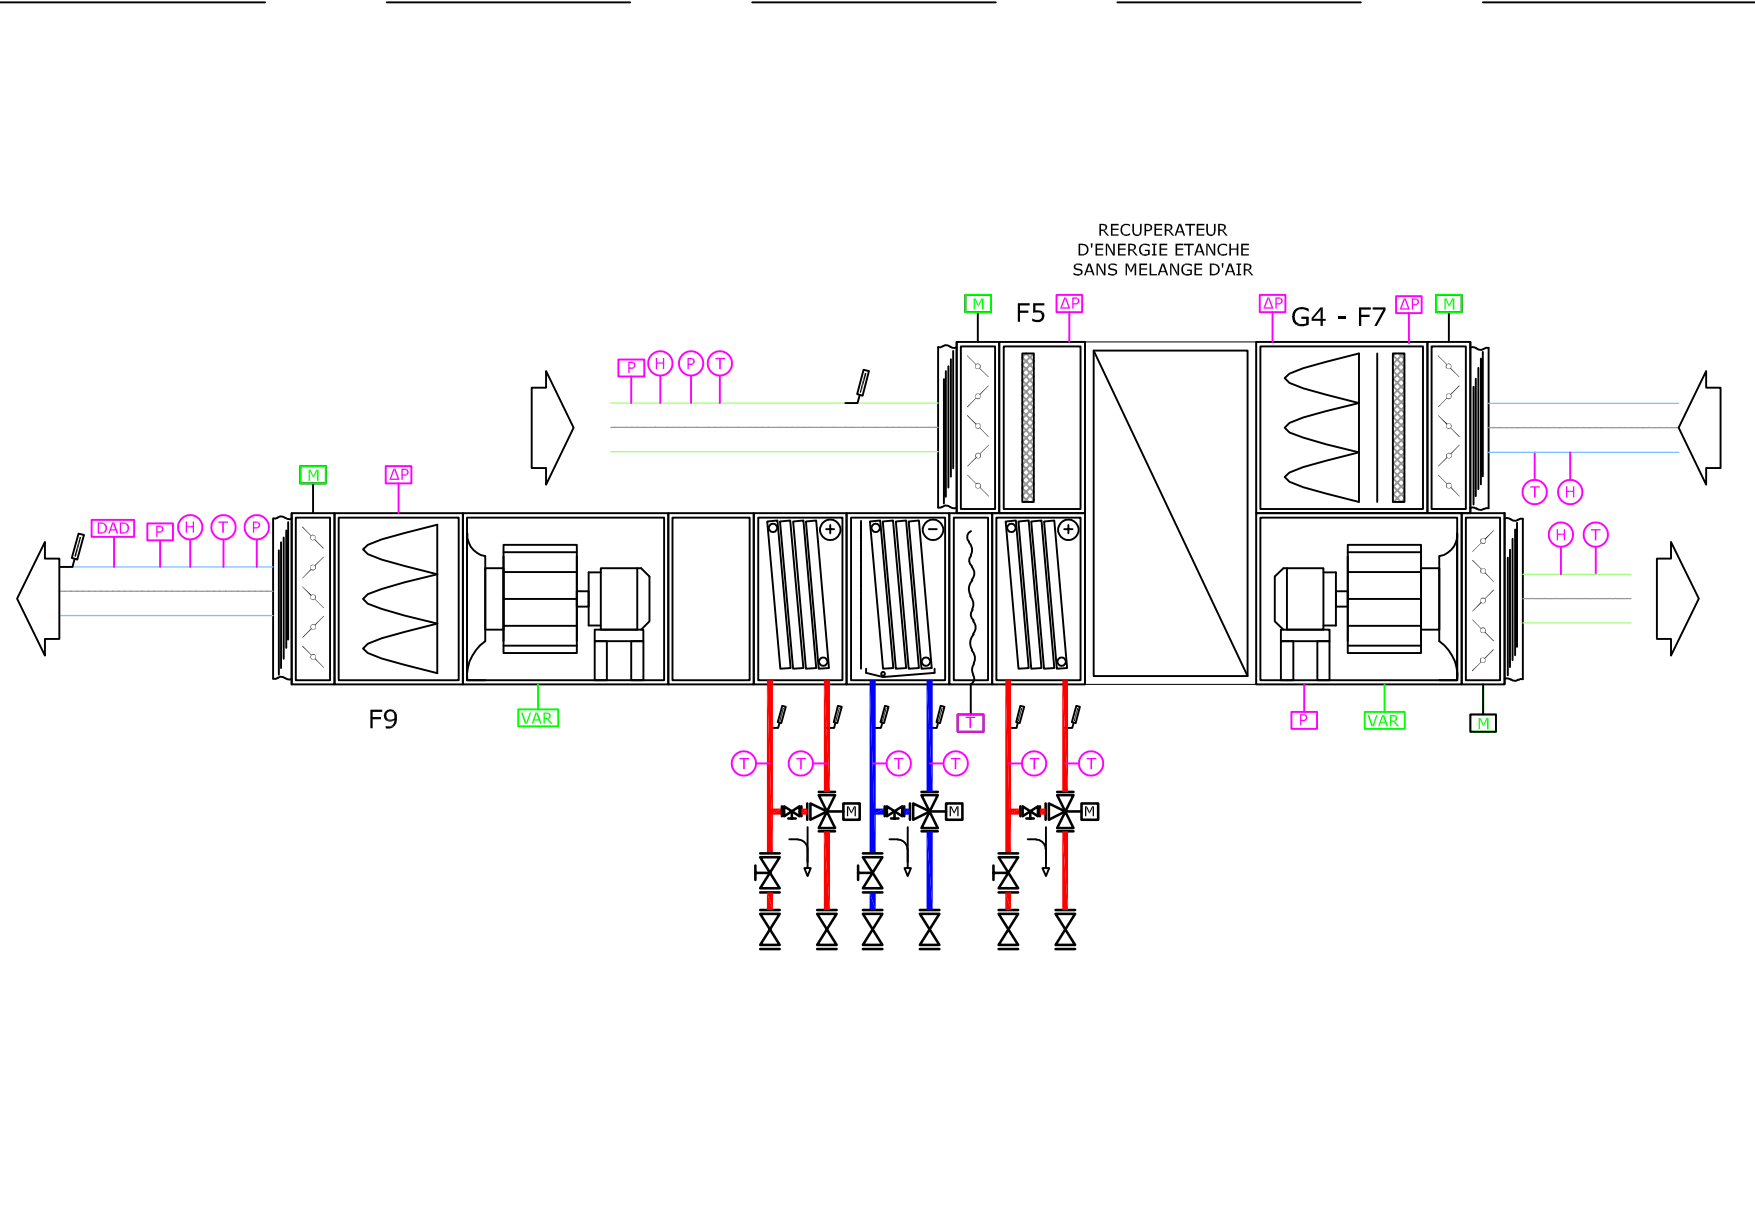 RECUPERATEUR
D'ENERGIE ETANCHE
SANS MELANGE D'AIR
M
F5
ΔP
ΔP
G4 - F7
ΔP
M
P
H
P
T
T
H
M
ΔP
DAD
P
H
T
P
+
−
+
H
T
F9
VAR
T
P
VAR
M
T
T
T
T
T
T
M
M
M